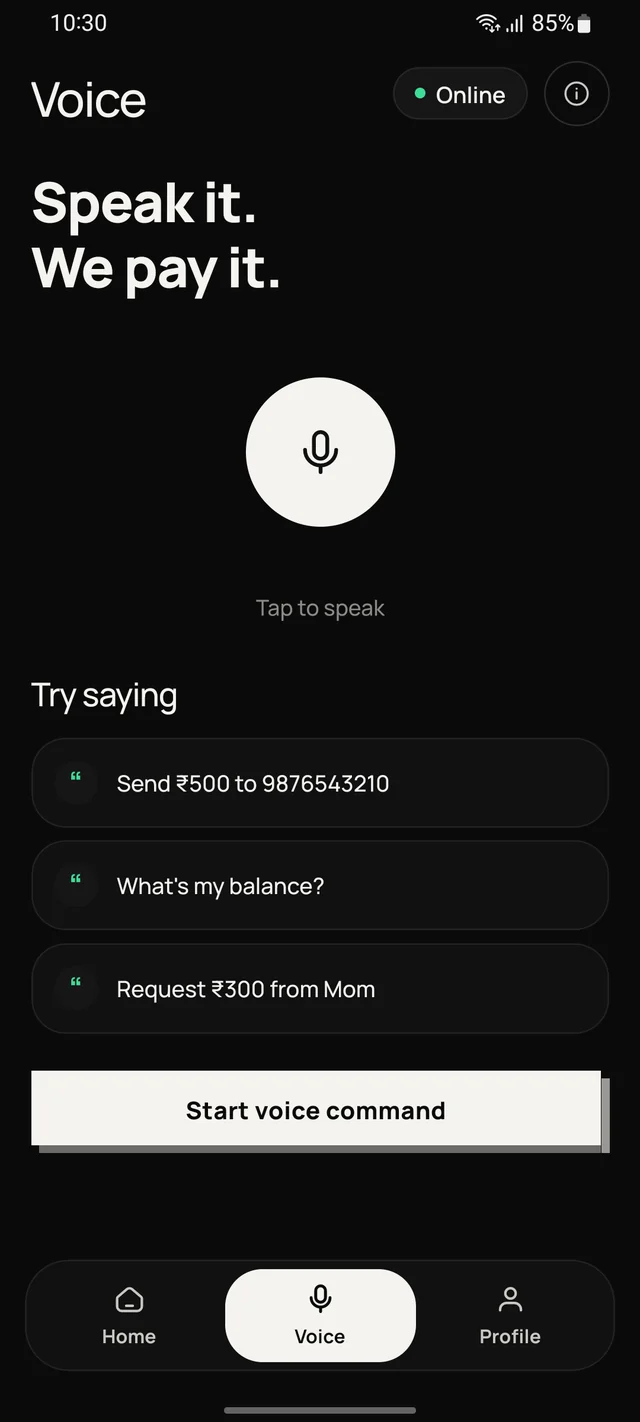 10:30
85%
Voice
Online
Speak it.
We pay it.
Tap to speak
Try saying
“ Send ₹500 to 9876543210
“ What's my balance?
“ Request ₹300 from Mom
Start voice command
Home
Voice
Profile